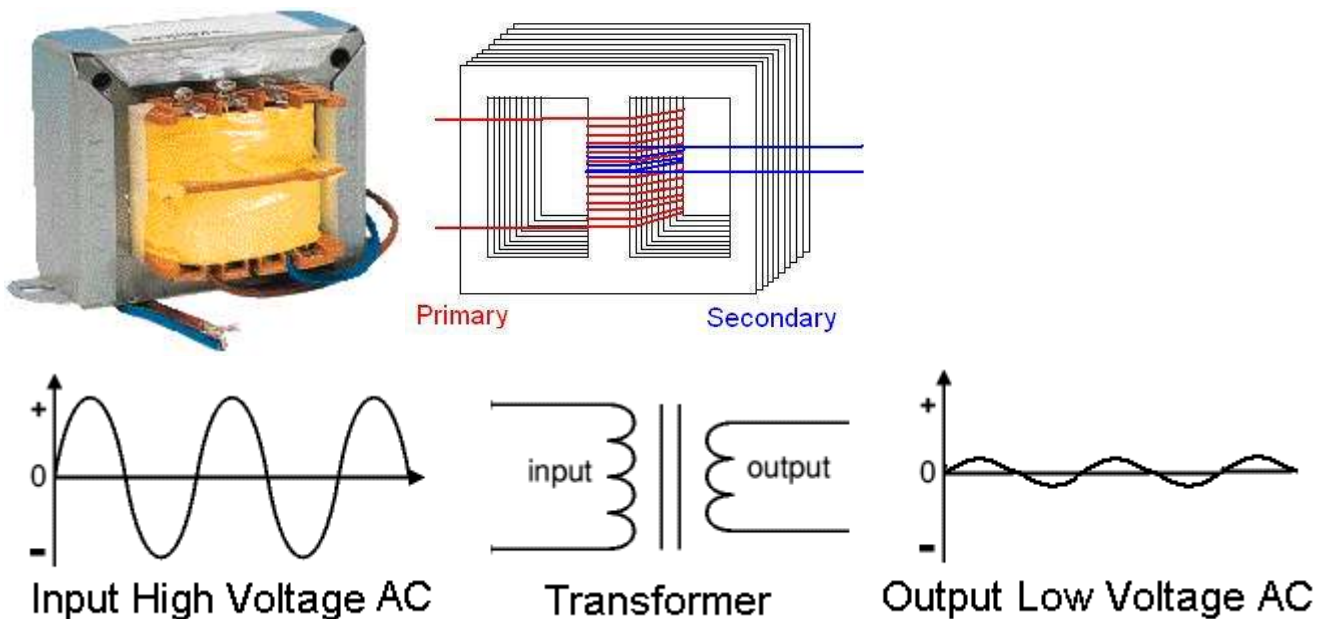 Primary
Secondary
+
0
-
input
output
+
0
-
Input High Voltage AC
Transformer
Output Low Voltage AC